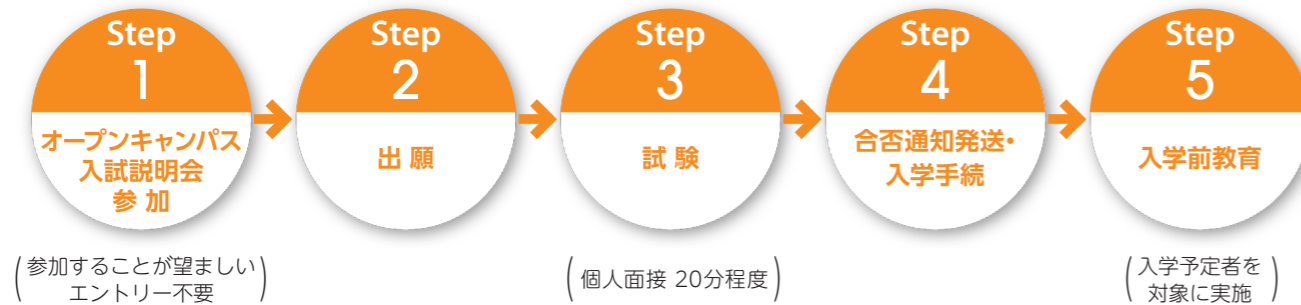 Step
1
オープンキャンパス
入試説明会
参 加
(参加することが望ましい
エントリー不要)
Step
2
出 願
Step
3
試 験
(個人面接 20分程度)
Step
4
合否通知発送・
入学手続
Step
5
入学前教育
(入学予定者を
対象に実施)